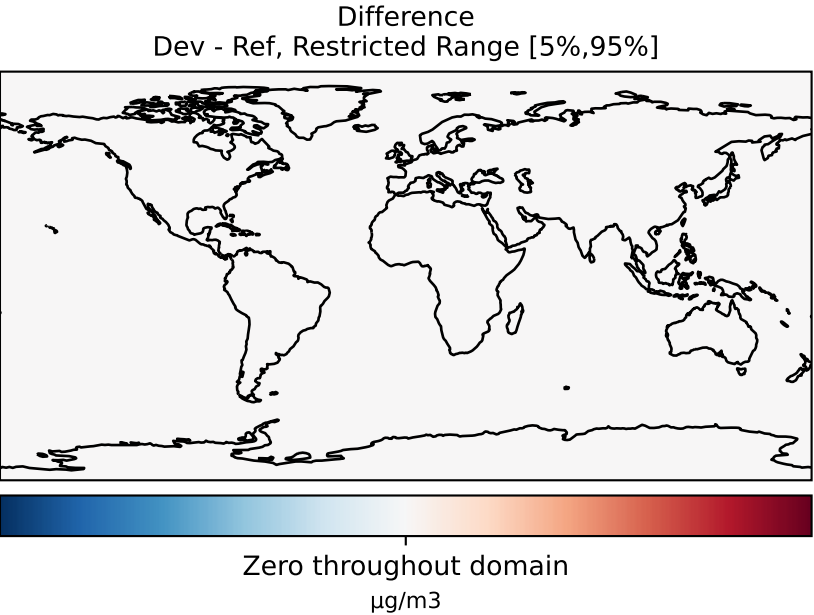 Difference
Dev - Ref, Restricted Range [5%,95%]
Zero throughout domain
μg/m3